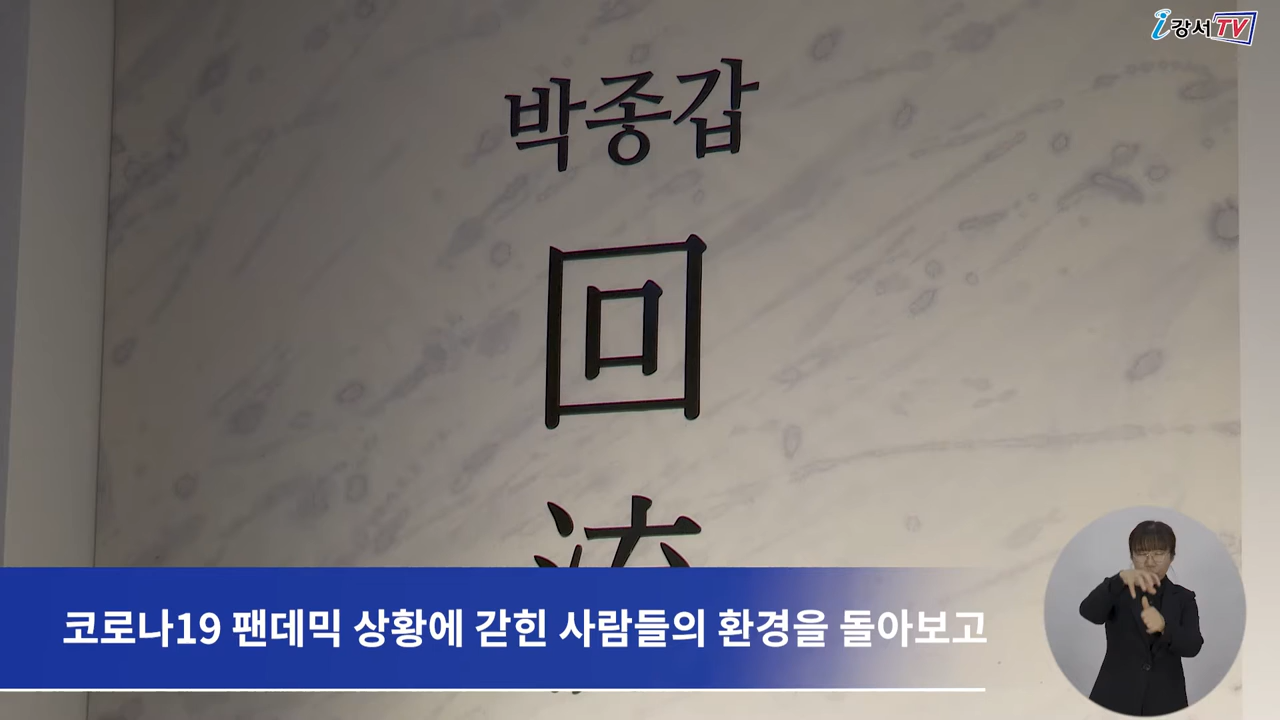 i강서TV
박종갑
回
流
코로나19 팬데믹 상황에 갇힌 사람들의 환경을 돌아보고